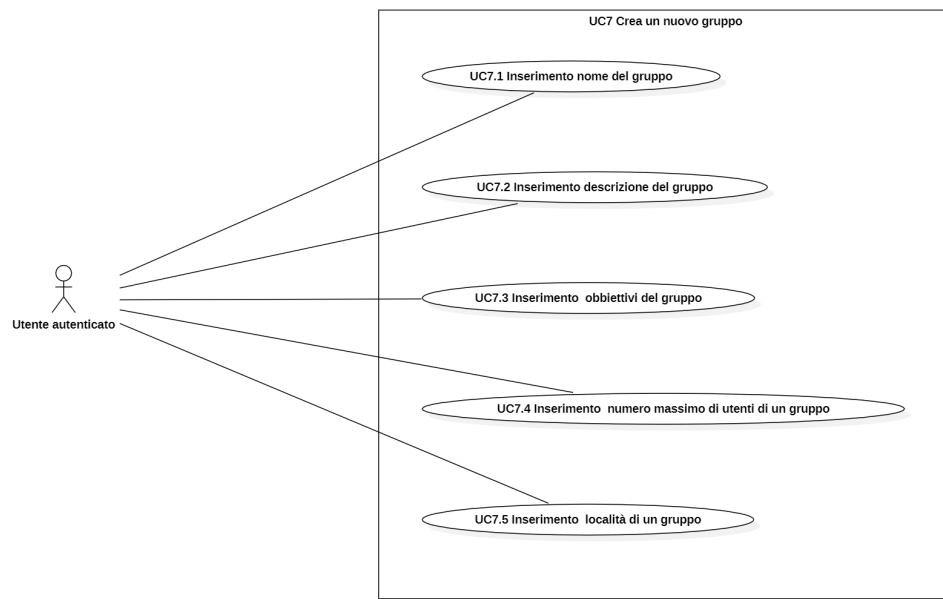 UC7 Crea un nuovo gruppo
UC7.1 Inserimento nome del gruppo
UC7.2 Inserimento descrizione del gruppo
UC7.3 Inserimento  obbiettivi del gruppo
Utente autenticato
UC7.4 Inserimento  numero massimo di utenti di un gruppo
UC7.5 Inserimento  località di un gruppo